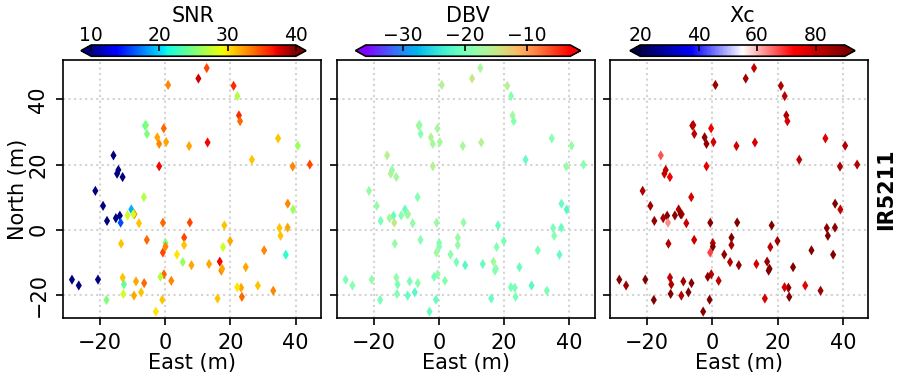 SNR DBV Xc
10 20 30 40 −30 −20 −10 20 40 60 80
40
20
0
−20
North (m)
IR5211
−20 0 20 40 −20 0 20 40 −20 0 20 40
East (m) East (m) East (m)